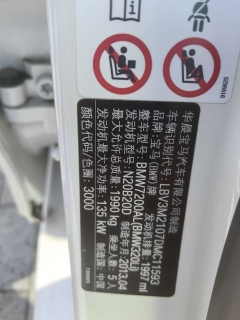 华晨宝马汽车有限公司制造
车辆识别代号: LBV3M2107DMC11593
品牌: 宝马(BMW)牌
整车型号: BMW7200AL(BMW320Li)
发动机型号: N20B20D 发动机排量: 1997 ml
最大允许总质量: 1990 kg 乘坐人数: 5人
发动机最大净功率: 135 kW 制造年月: 2013.04
颜色代码/色圈: 3000 制造国: 中国